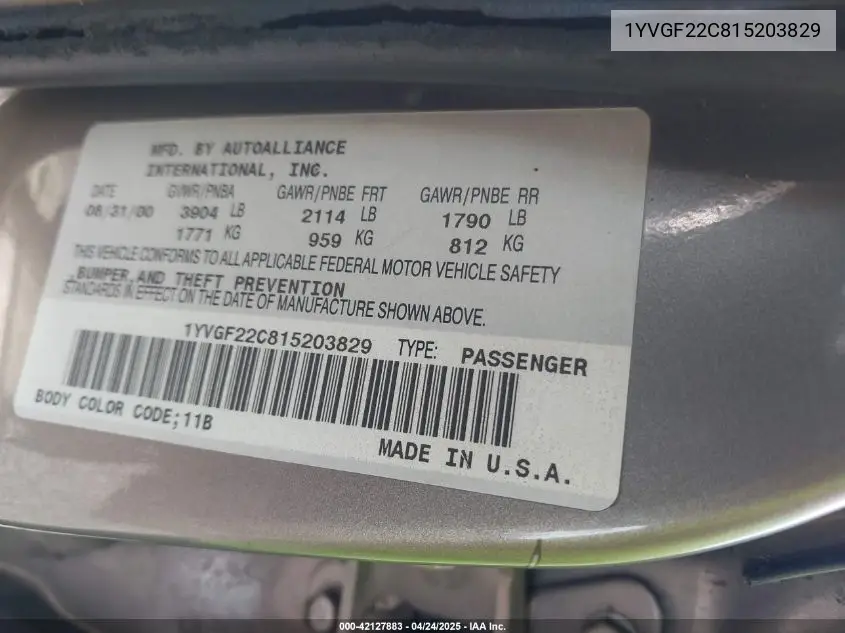 1YVGF22C815203829
MFD. BY AUTOALLIANCE
INTERNATIONAL, INC.
DATE GVWR/PNBA GAWR/PNBE FRT GAWR/PNBE RR
08/31/00 3904 LB 2114 LB 1790 LB
1771 KG 959 KG 812 KG
THIS VEHICLE CONFORMS TO ALL APPLICABLE FEDERAL MOTOR VEHICLE SAFETY
,BUMPER,AND THEFT PREVENTION
STANDARDS IN EFFECT ON THE DATE OF MANUFACTURE SHOWN ABOVE.
1YVGF22C815203829 TYPE: PASSENGER
BODY COLOR CODE;11B
MADE IN U.S.A.
000-42127883 - 04/24/2025 - IAA Inc.